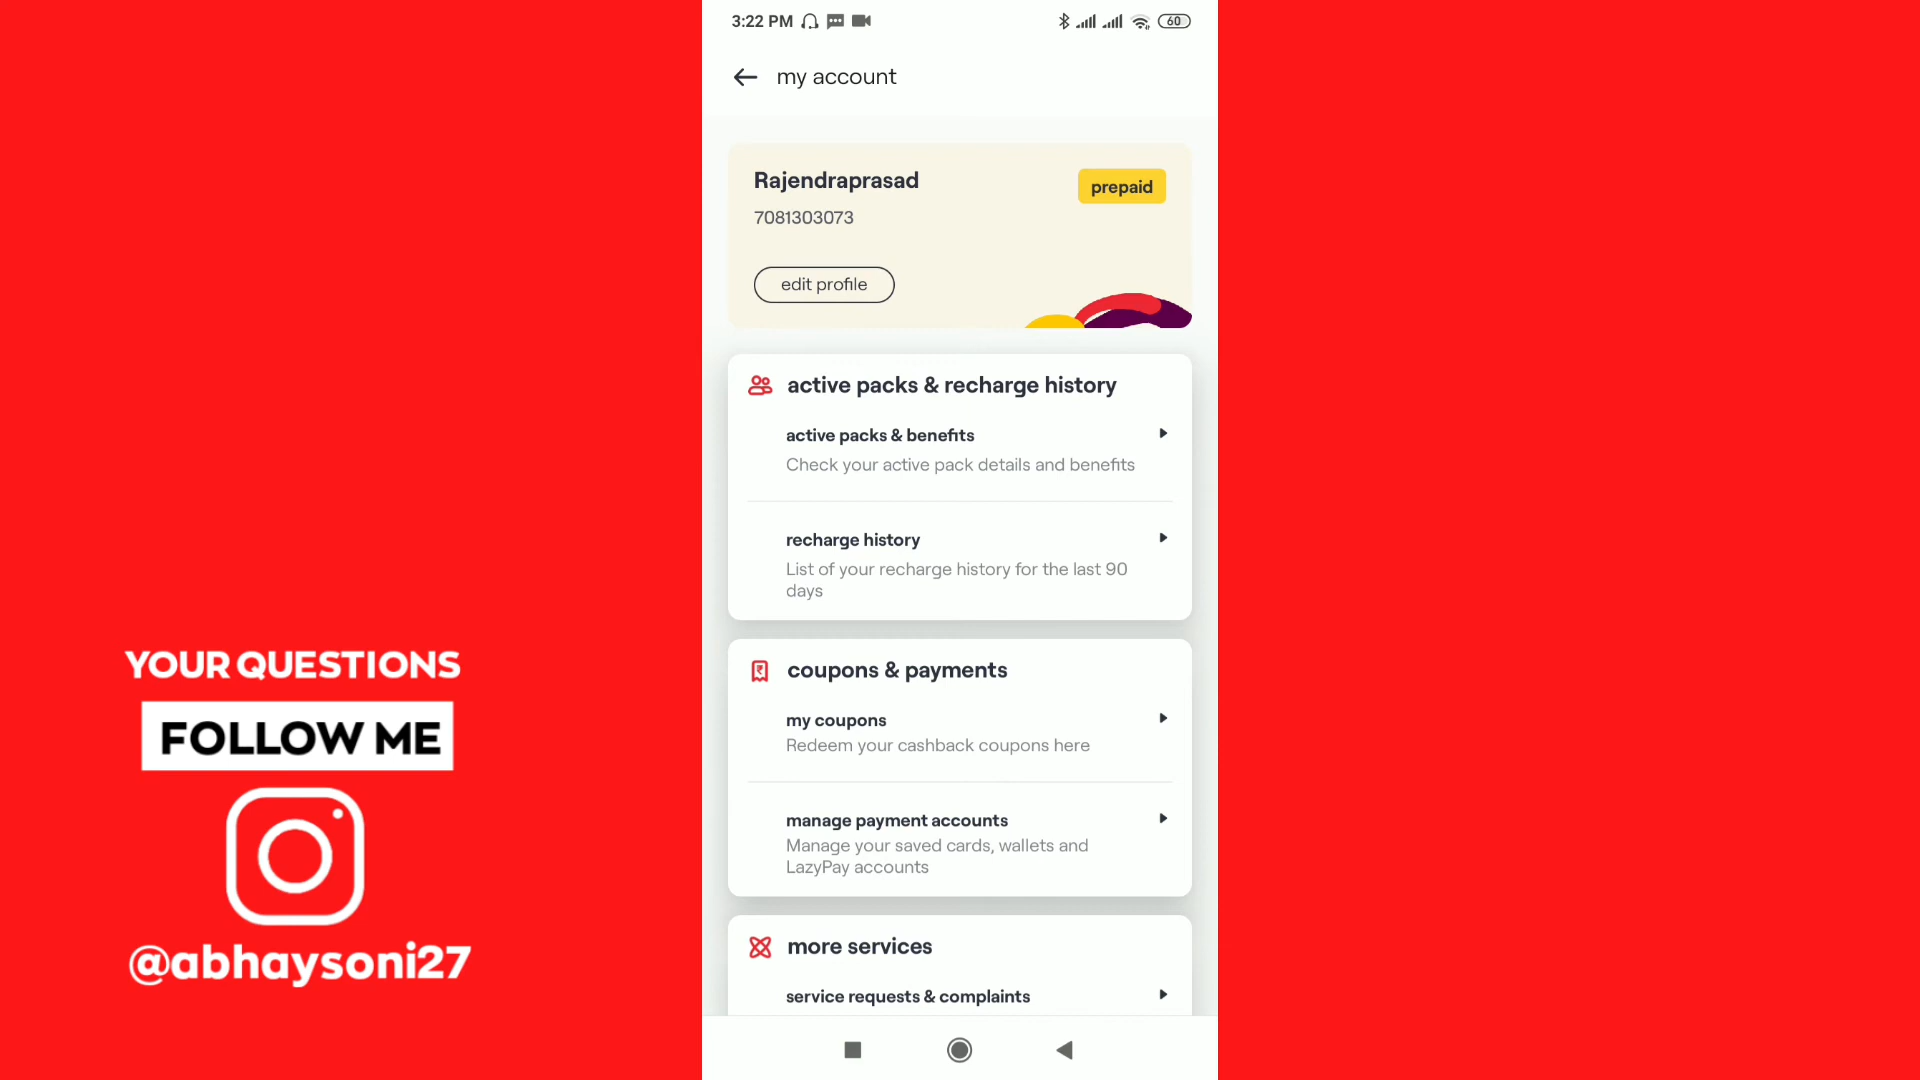 3:22 PM
60
my account
Rajendraprasad
prepaid
7081303073
edit profile
active packs & recharge history
active packs & benefits
Check your active pack details and benefits
recharge history
List of your recharge history for the last 90
days
coupons & payments
my coupons
Redeem your cashback coupons here
manage payment accounts
Manage your saved cards, wallets and
LazyPay accounts
more services
service requests & complaints
YOUR QUESTIONS
FOLLOW ME
@abhaysoni27